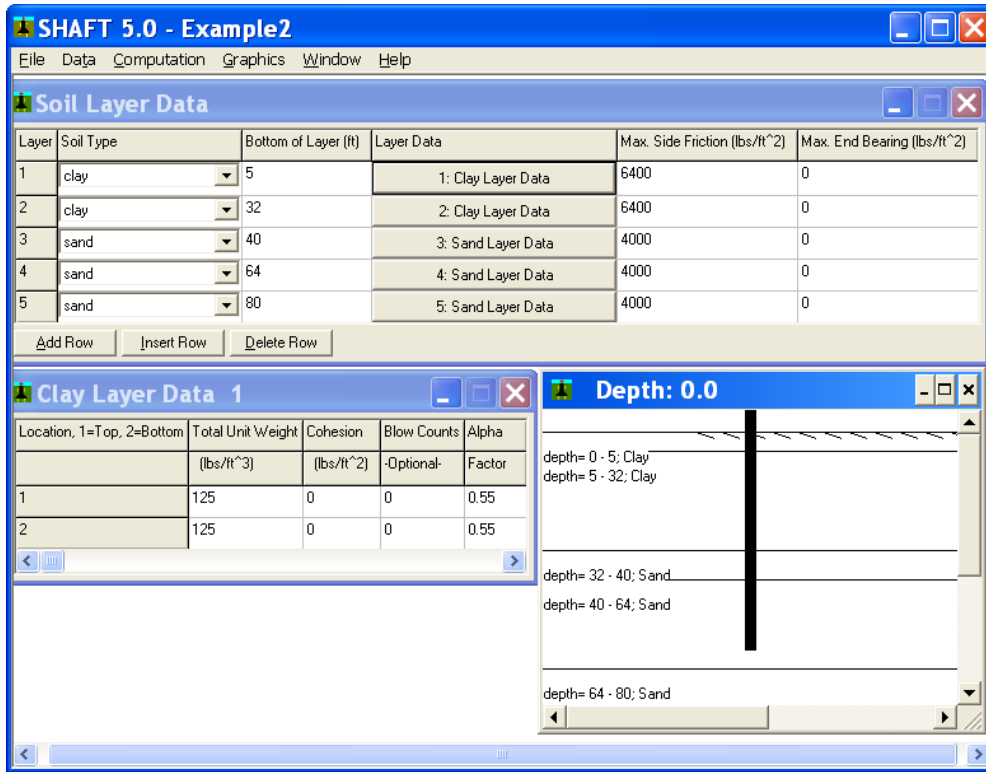 SHAFT 5.0 - Example2
File Data Computation Graphics Window Help
Soil Layer Data
Layer Soil Type Bottom of Layer (ft) Layer Data Max. Side Friction (lbs/ft^2) Max. End Bearing (lbs/ft^2)
1 clay 5 1: Clay Layer Data 6400 0
2 clay 32 2: Clay Layer Data 6400 0
3 sand 40 3: Sand Layer Data 4000 0
4 sand 64 4: Sand Layer Data 4000 0
5 sand 80 5: Sand Layer Data 4000 0
Add Row Insert Row Delete Row
Clay Layer Data 1
Location, 1=Top, 2=Bottom Total Unit Weight Cohesion Blow Counts Alpha
(lbs/ft^3) (lbs/ft^2) -Optional- Factor
1 125 0 0 0.55
2 125 0 0 0.55
Depth: 0.0
depth= 0 - 5; Clay
depth= 5 - 32; Clay
depth= 32 - 40; Sand
depth= 40 - 64; Sand
depth= 64 - 80; Sand